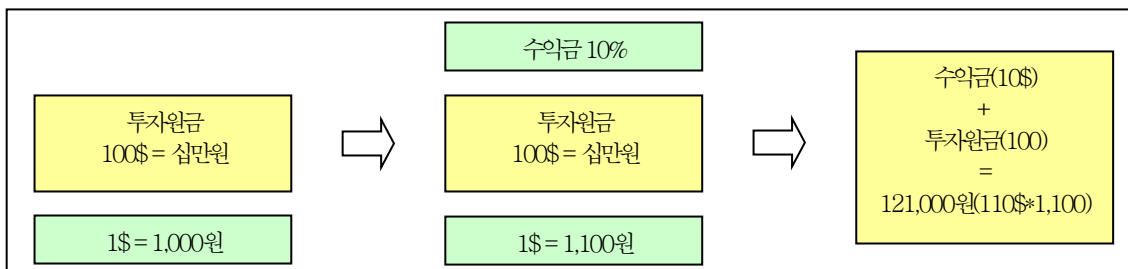 투자원금
100$ = 십만원
1$ = 1,000원
수익금 10%
투자원금
100$ = 십만원
1$ = 1,100원
수익금(10$)
+
투자원금(100)
=
121,000원(110$*1,100)